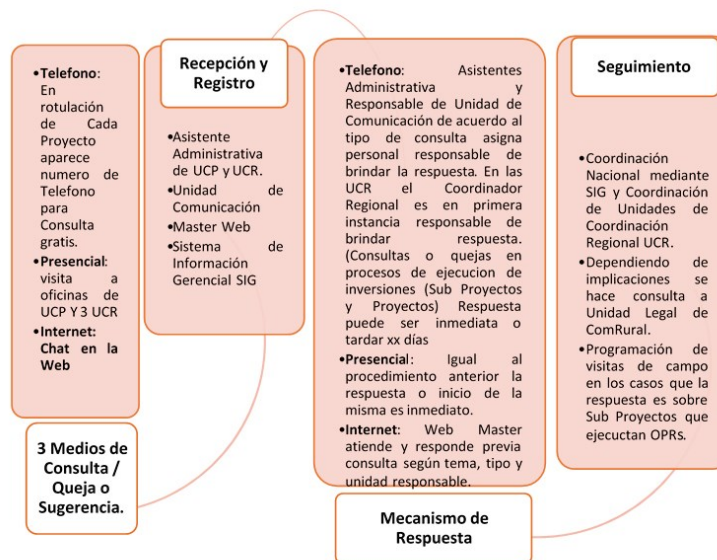 •Telefono:
En
rotulación
de Cada
Proyecto
aparece
numero de
Telefono
para
Consulta
gratis.
•Presencial:
visita a
oficinas de
UCP Y 3 UCR
•Internet:
Chat en la
Web
3 Medios de
Consulta /
Queja o
Sugerencia.
Recepción y
Registro
•Asistente
Administrativa
de UCP y UCR.
•Unidad de
Comunicación
•Master Web
•Sistema de
Información
Gerencial SIG
•Telefono: Asistentes
Administrativa y
Responsable de Unidad de
Comunicación de acuerdo al
tipo de consulta asigna
personal responsable de
brindar la respuesta. En las
UCR el Coordinador
Regional es en primera
instancia responsable de
brindar respuesta.
(Consultas o quejas en
procesos de ejecucion de
inversiones (Sub Proyectos
y Proyectos) Respuesta
puede ser inmediata o
tardar xx días
•Presencial: Igual al
procedimiento anterior la
respuesta o inicio de la
misma es inmediato.
•Internet: Web Master
atiende y responde previa
consulta según tema, tipo y
unidad responsable.
Mecanismo de
Respuesta
Seguimiento
•Coordinación
Nacional mediante
SIG y Coordinación
de Unidades de
Coordinación
Regional UCR.
•Dependiendo de
implicaciones se
hace consulta a
Unidad Legal de
ComRural.
•Programación de
visitas de campo
en los casos que la
respuesta es sobre
Sub Proyectos que
ejecuctan OPRs.